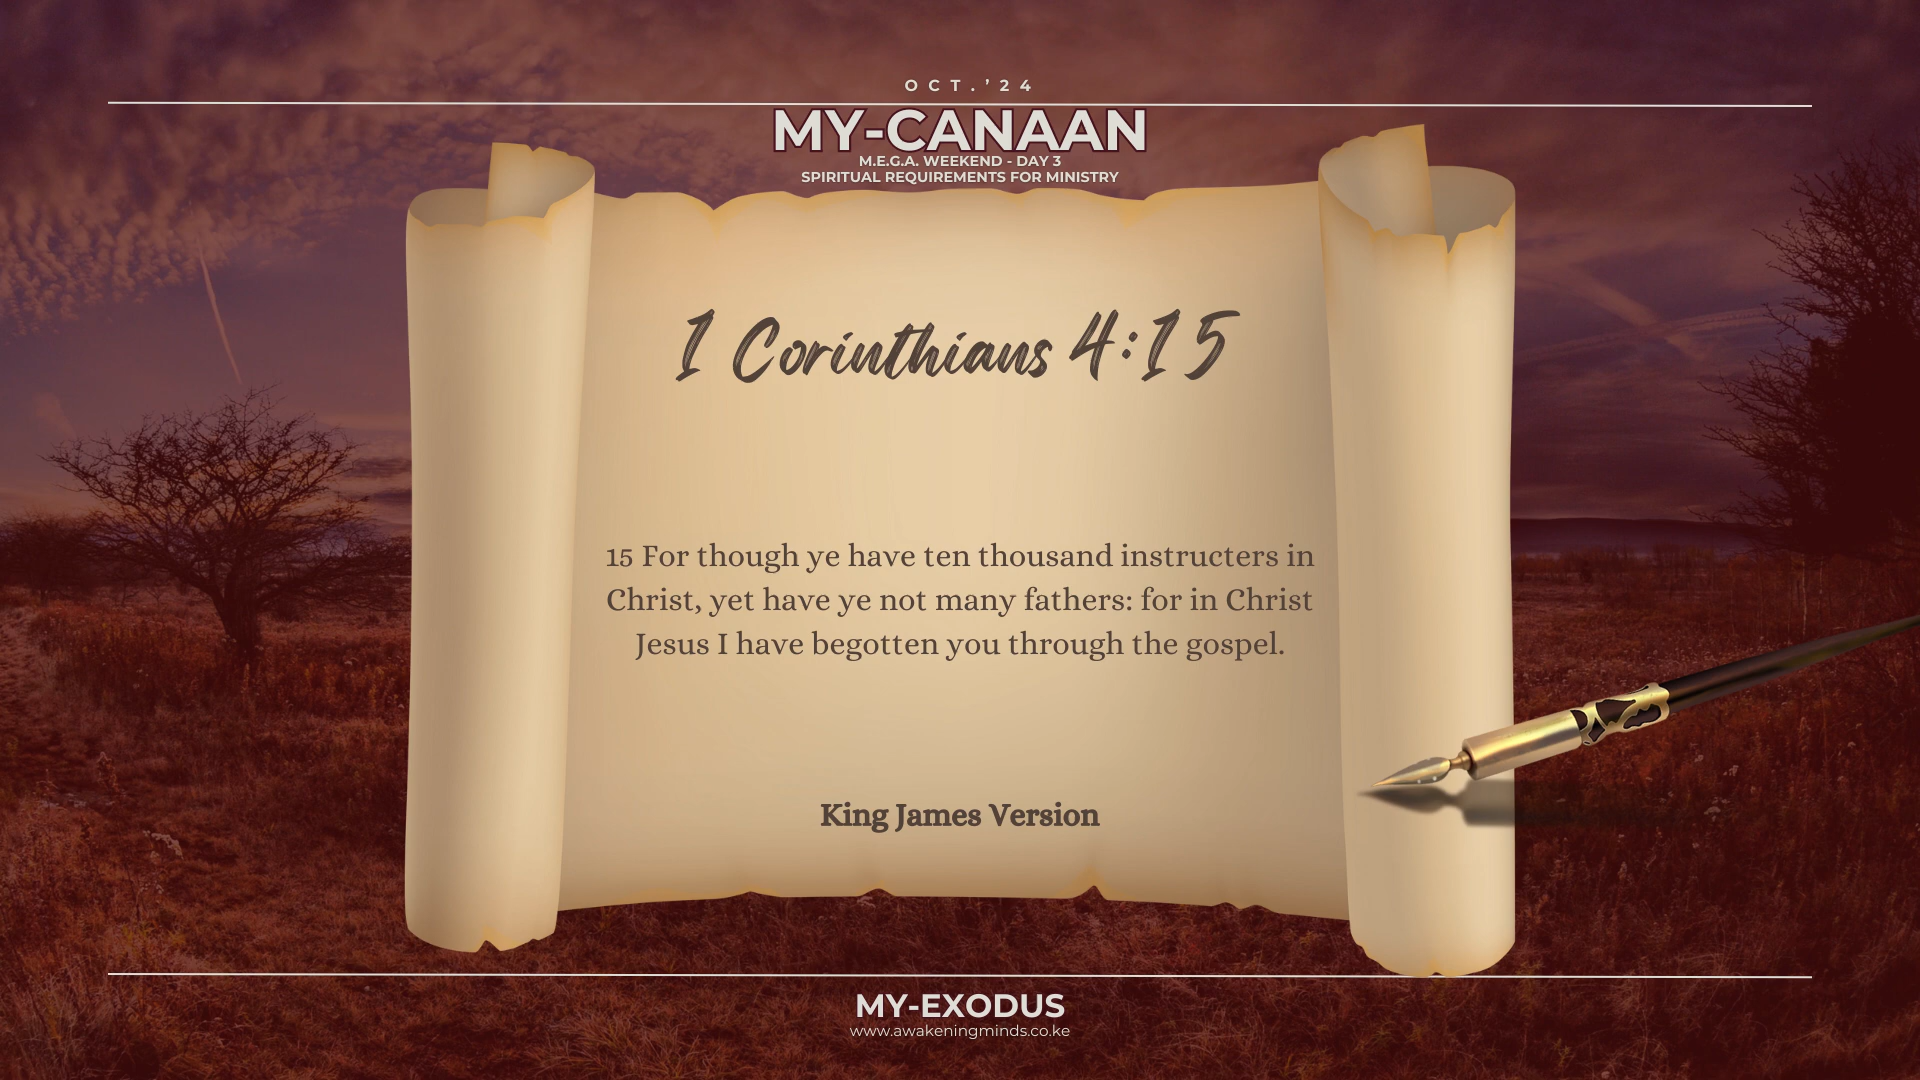 OCT.'24
MY-CANAAN
M.E.G.A. WEEKEND - DAY 3
SPIRITUAL REQUIREMENTS FOR MINISTRY
1 Corinthians 4:15
15 For though ye have ten thousand instructers in
Christ, yet have ye not many fathers: for in Christ
Jesus I have begotten you through the gospel.
King James Version
MY-EXODUS
www.awakeningminds.co.ke